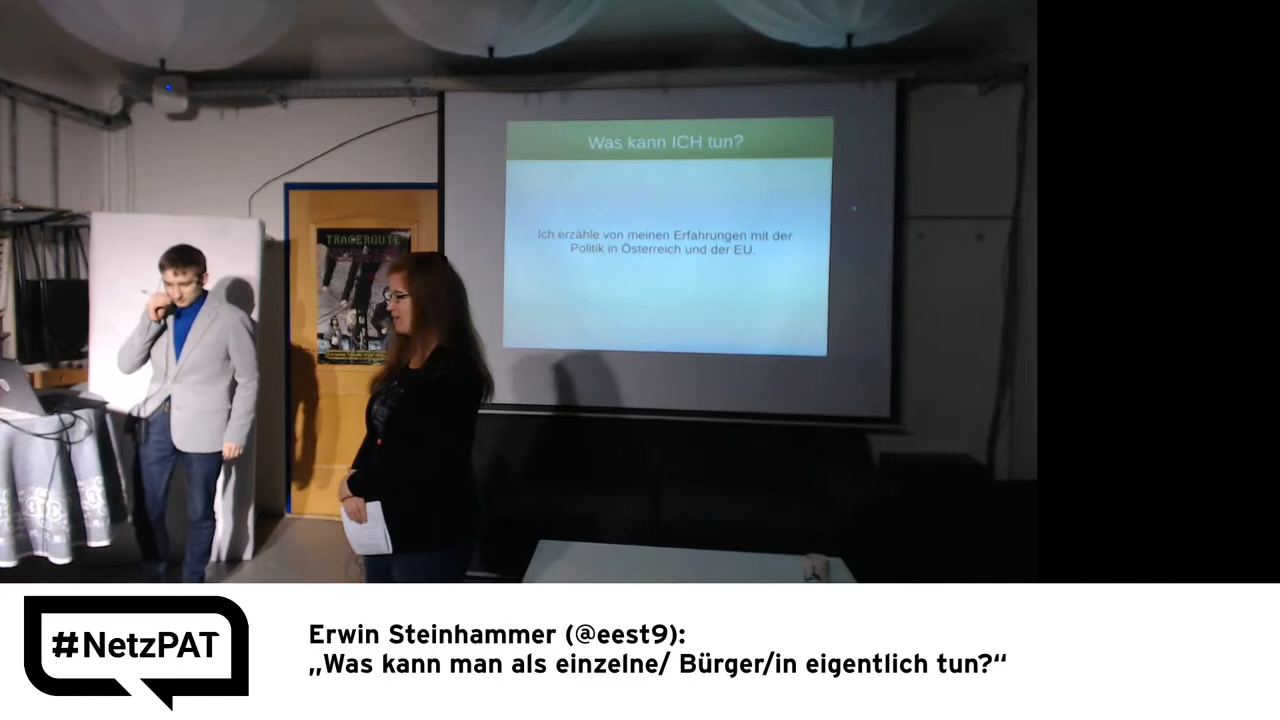 Was kann ICH tun?
Ich erzähle von meinen Erfahrungen mit der
Politik in Österreich und der EU.
TRACEROUTE
#NetzPAT
Erwin Steinhammer (@eest9):
„Was kann man als einzelne/ Bürger/in eigentlich tun?“